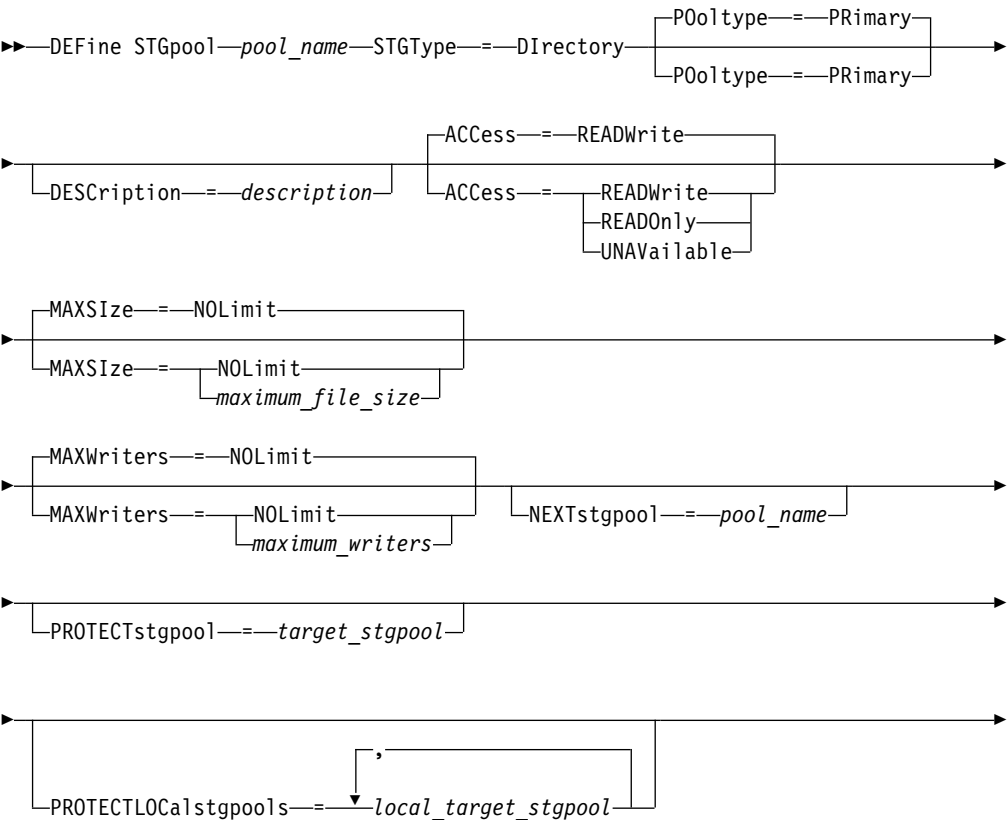 POoltype = PRimary
DEFine STGpool pool_name STGType = DIrectory
POoltype = PRimary
ACCess = READWrite
DESCription = description
ACCess = READWrite
READOnly
UNAVailable
MAXSIze = NOLimit
MAXSIze = NOLimit
maximum_file_size
MAXWriters = NOLimit
MAXWriters = NOLimit
maximum_writers
NEXTstgpool = pool_name
PROTECTstgpool = target_stgpool
,
PROTECTLOCalstgpools = local_target_stgpool